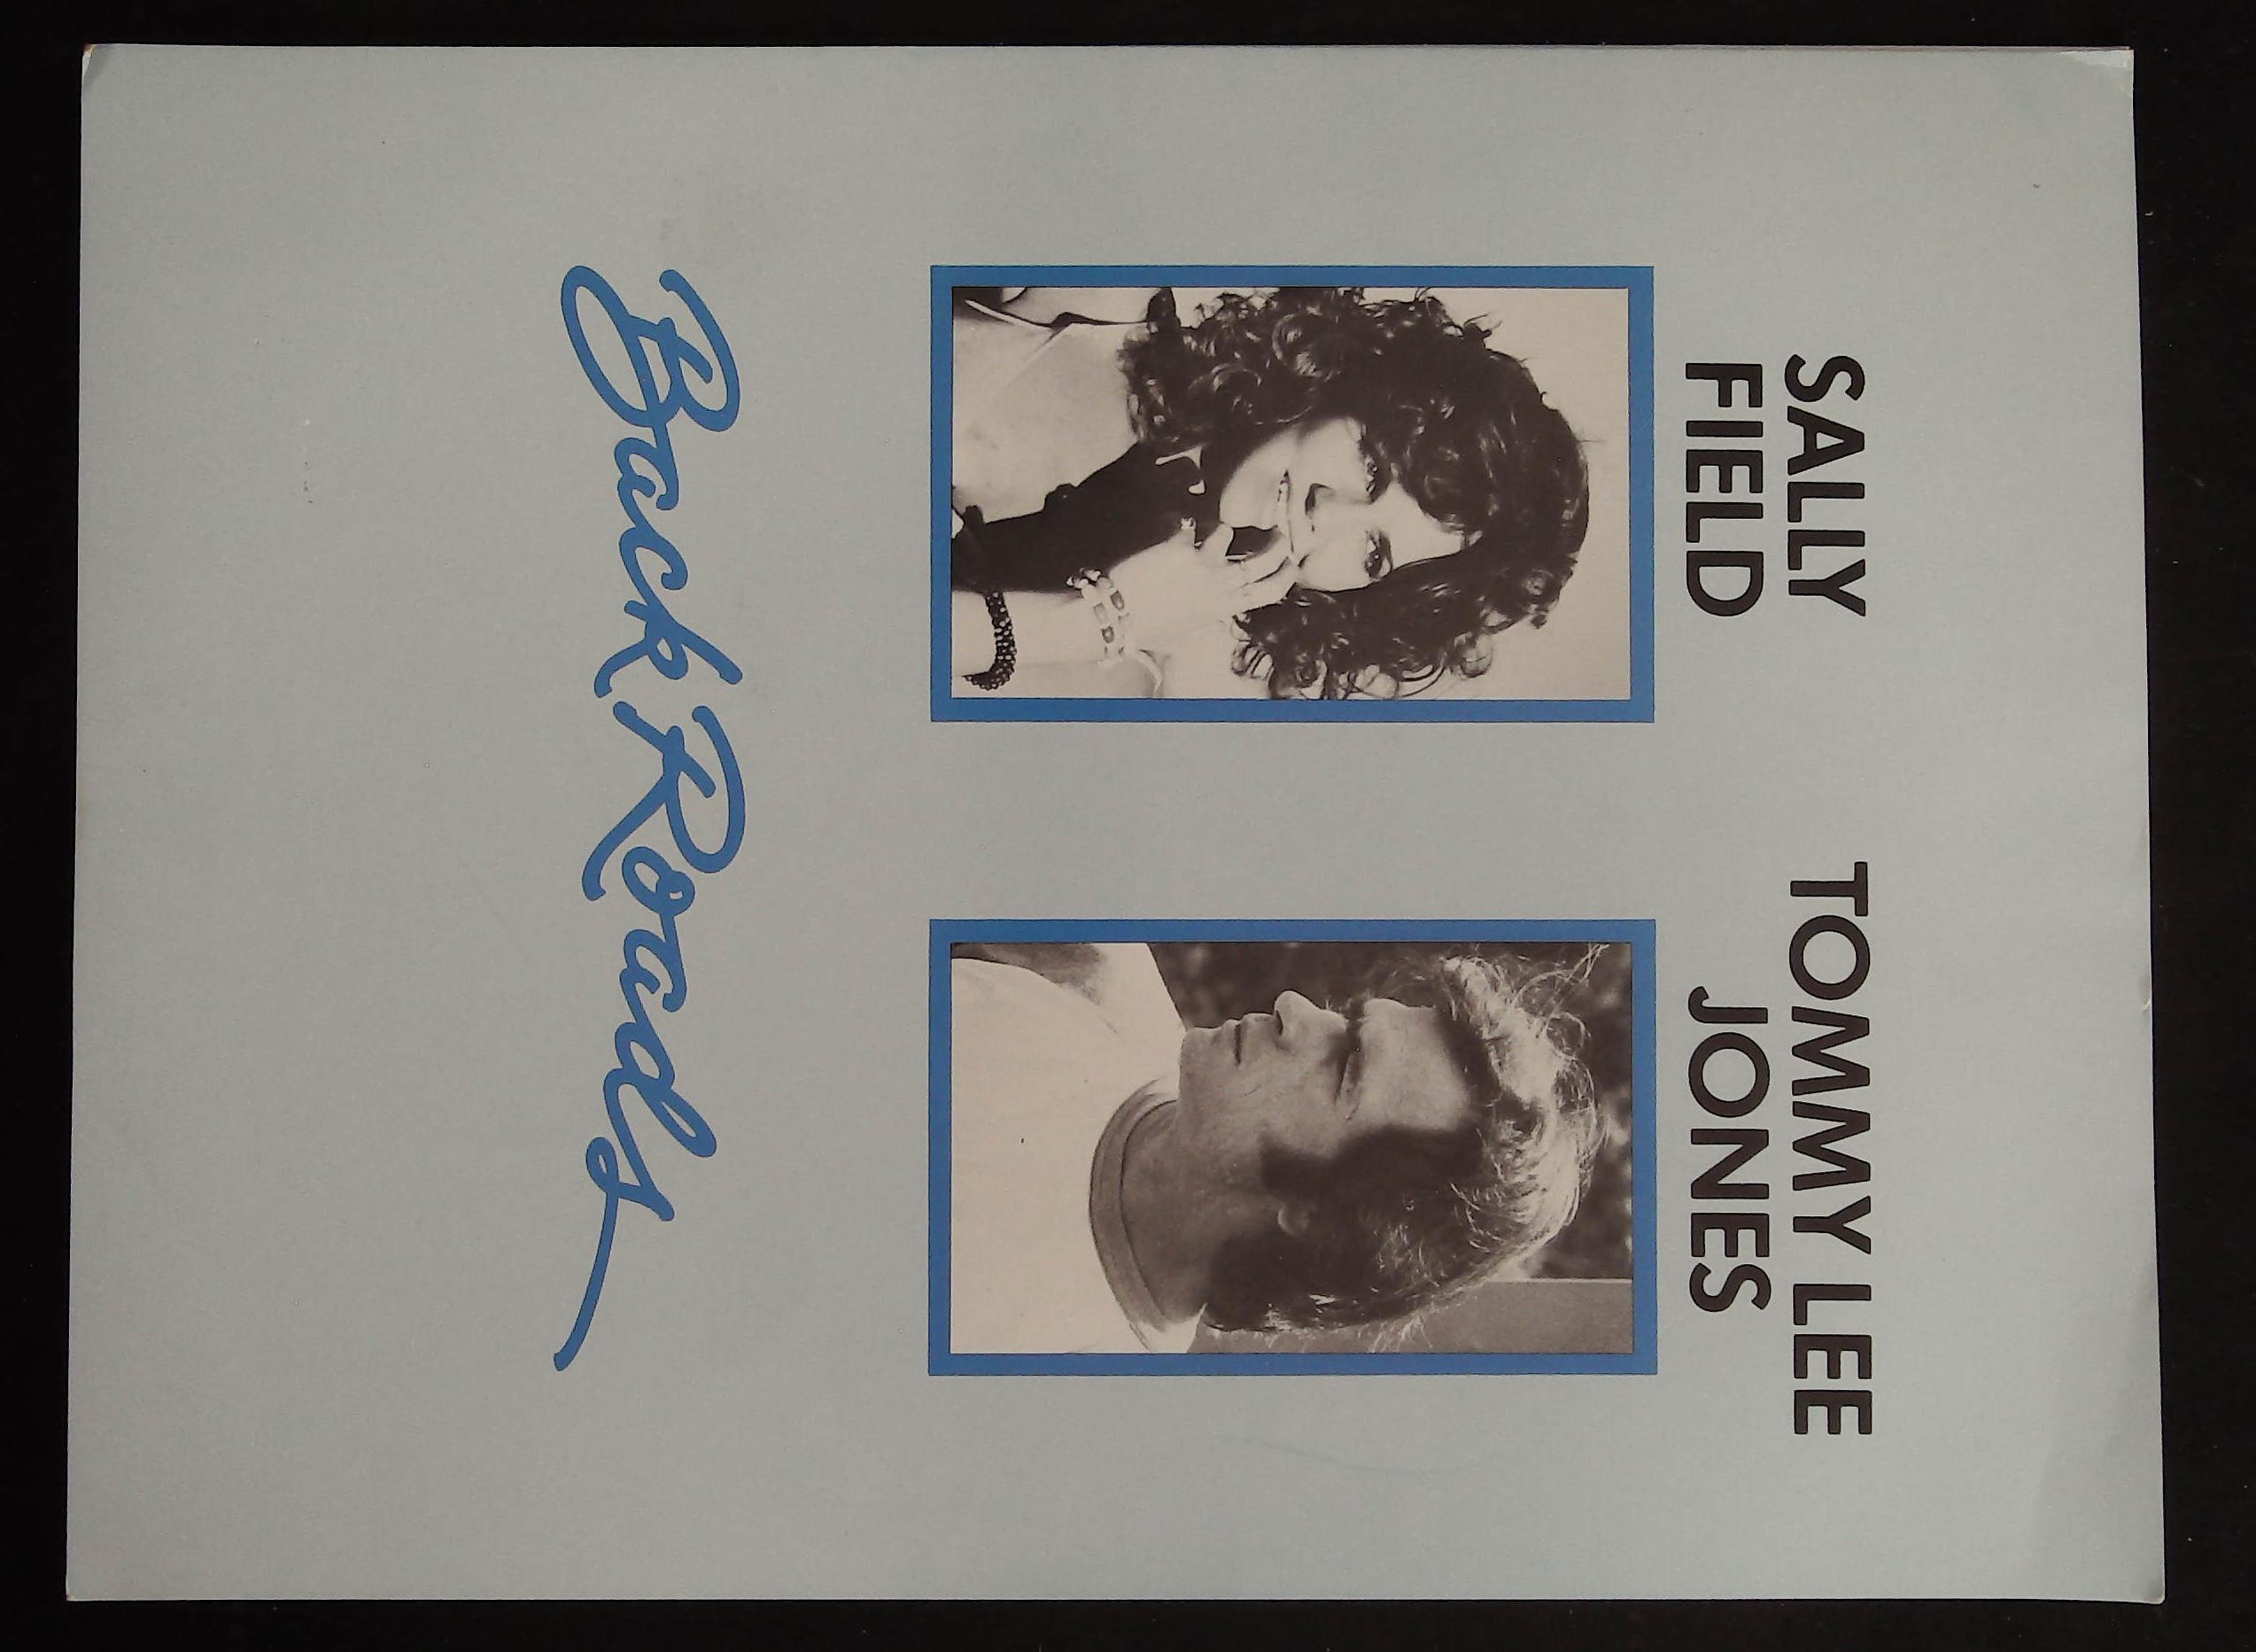 SALLY
FIELD
TOMMY LEE
JONES
Back Roads